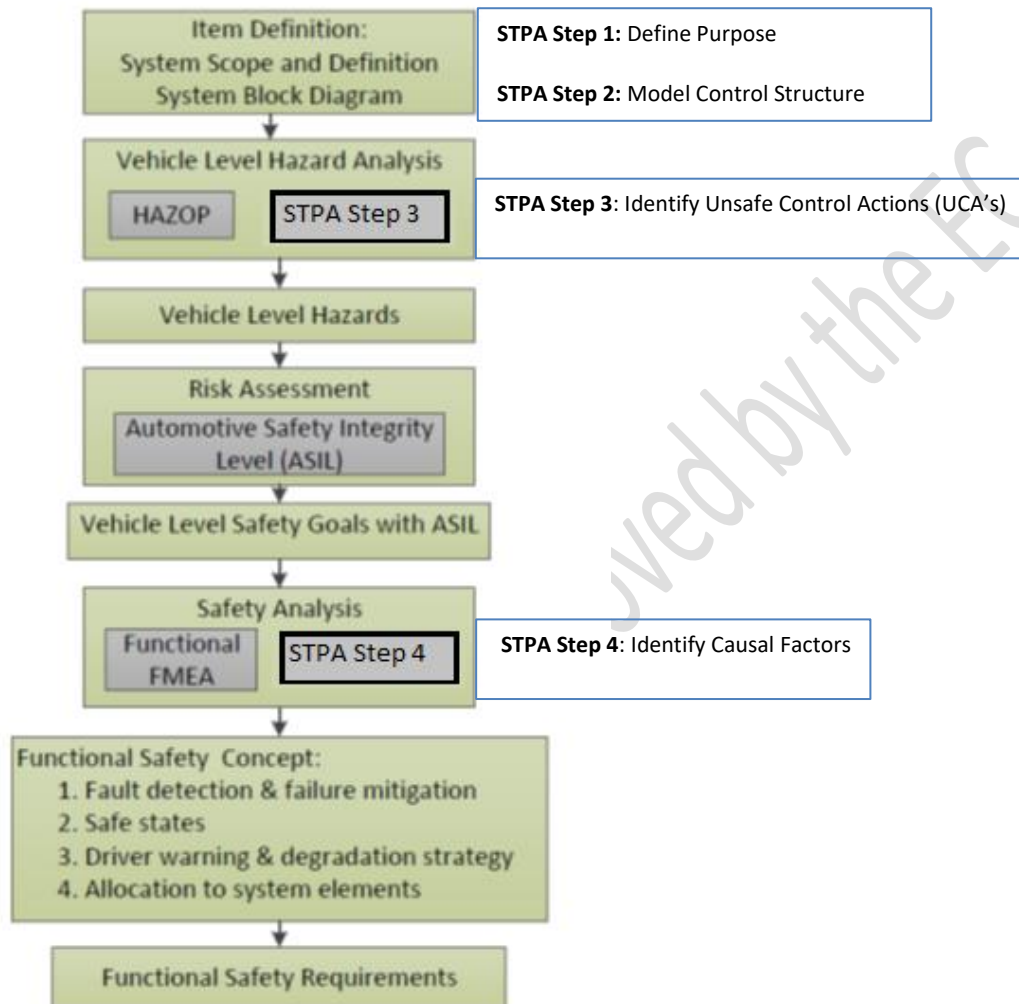 Item Definition:
System Scope and Definition
System Block Diagram
STPA Step 1: Define Purpose
STPA Step 2: Model Control Structure
Vehicle Level Hazard Analysis
HAZOP
STPA Step 3
STPA Step 3: Identify Unsafe Control Actions (UCA's)
Vehicle Level Hazards
Risk Assessment
Automotive Safety Integrity
Level (ASIL)
Vehicle Level Safety Goals with ASIL
Safety Analysis
Functional
FMEA
STPA Step 4
STPA Step 4: Identify Causal Factors
Functional Safety Concept:
1. Fault detection & failure mitigation
2. Safe states
3. Driver warning & degradation strategy
4. Allocation to system elements
Functional Safety Requirements
by the EC